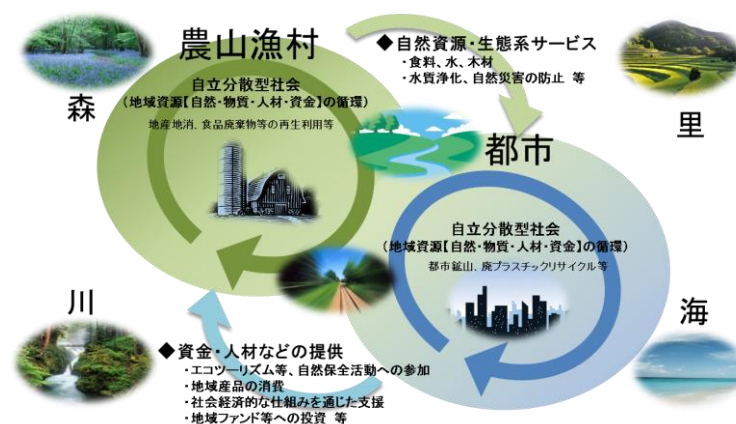 農山漁村
自立分散型社会
(地域資源【自然・物質・人材・資金】の循環)
地産地消、食品廃棄物等の再生利用等
◆自然資源・生態系サービス
・食料、水、木材
・水質浄化、自然災害の防止 等
森
里
都市
自立分散型社会
(地域資源【自然・物質・人材・資金】の循環)
都市鉱山、廃プラスチックリサイクル等
川
海
◆資金・人材などの提供
・エコツーリズム等、自然保全活動への参加
・地域産品の消費
・社会経済的な仕組みを通じた支援
・地域ファンド等への投資 等